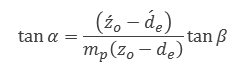 tan α = (ź_o − d́_e) / (m_p(z_o − d_e)) tan β